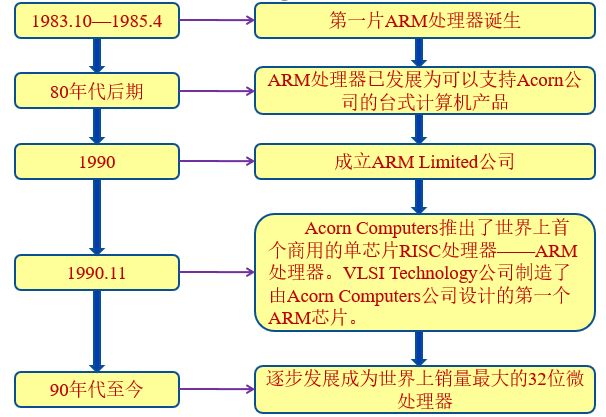 1983.10—1985.4
第一片ARM处理器诞生
80年代后期
ARM处理器已发展为可以支持Acorn公
司的台式计算机产品
1990
成立ARM Limited公司
1990.11
Acorn Computers推出了世界上首
个商用的单芯片RISC处理器——ARM
处理器。VLSI Technology公司制造了
由Acorn Computers公司设计的第一个
ARM芯片。
90年代至今
逐步发展成为世界上销量最大的32位微
处理器